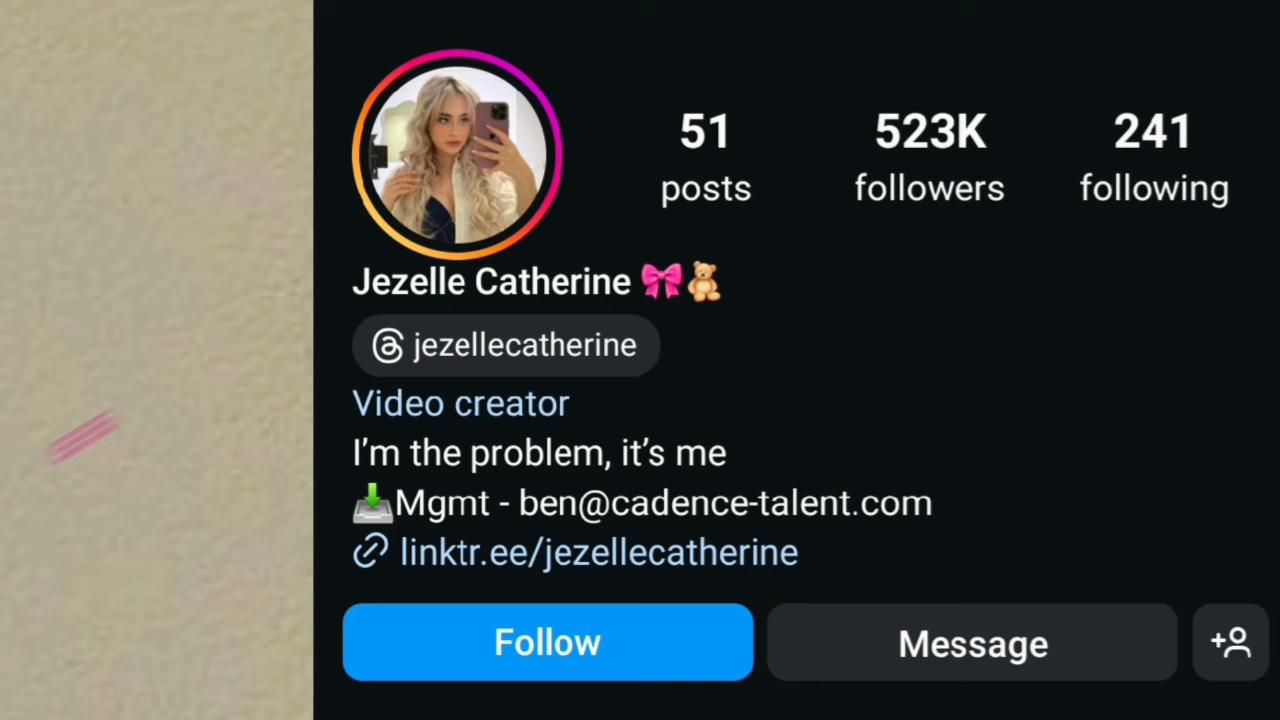 51 523K 241
posts followers following
Jezelle Catherine 🎀🧸
jezellecatherine
Video creator
I’m the problem, it’s me
📥Mgmt - ben@cadence-talent.com
linktr.ee/jezellecatherine
Follow Message